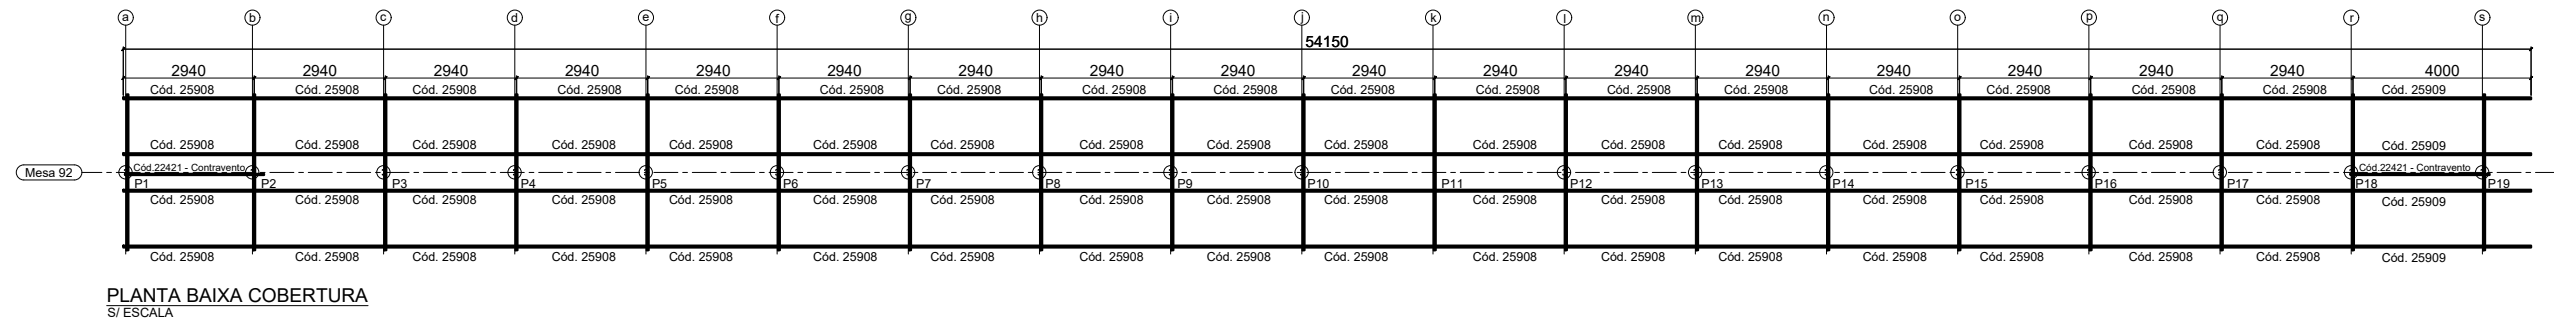 a b c d e f g h i j k l m n o p q r s
54150
2940 2940 2940 2940 2940 2940 2940 2940 2940 2940 2940 2940 2940 2940 2940 2940 2940 4000
Cód. 25908 Cód. 25908 Cód. 25908 Cód. 25908 Cód. 25908 Cód. 25908 Cód. 25908 Cód. 25908 Cód. 25908 Cód. 25908 Cód. 25908 Cód. 25908 Cód. 25908 Cód. 25908 Cód. 25908 Cód. 25908 Cód. 25908 Cód. 25909
Cód. 25908 Cód. 25908 Cód. 25908 Cód. 25908 Cód. 25908 Cód. 25908 Cód. 25908 Cód. 25908 Cód. 25908 Cód. 25908 Cód. 25908 Cód. 25908 Cód. 25908 Cód. 25908 Cód. 25908 Cód. 25908 Cód. 25908 Cód. 25909
Mesa 92 Cód.22421 - Contravento Cód.22421 - Contravento
P1 P2 P3 P4 P5 P6 P7 P8 P9 P10 P11 P12 P13 P14 P15 P16 P17 P18 P19
Cód. 25908 Cód. 25908 Cód. 25908 Cód. 25908 Cód. 25908 Cód. 25908 Cód. 25908 Cód. 25908 Cód. 25908 Cód. 25908 Cód. 25908 Cód. 25908 Cód. 25908 Cód. 25908 Cód. 25908 Cód. 25908 Cód. 25908 Cód. 25909
Cód. 25908 Cód. 25908 Cód. 25908 Cód. 25908 Cód. 25908 Cód. 25908 Cód. 25908 Cód. 25908 Cód. 25908 Cód. 25908 Cód. 25908 Cód. 25908 Cód. 25908 Cód. 25908 Cód. 25908 Cód. 25908 Cód. 25908 Cód. 25909
PLANTA BAIXA COBERTURA
S/ ESCALA